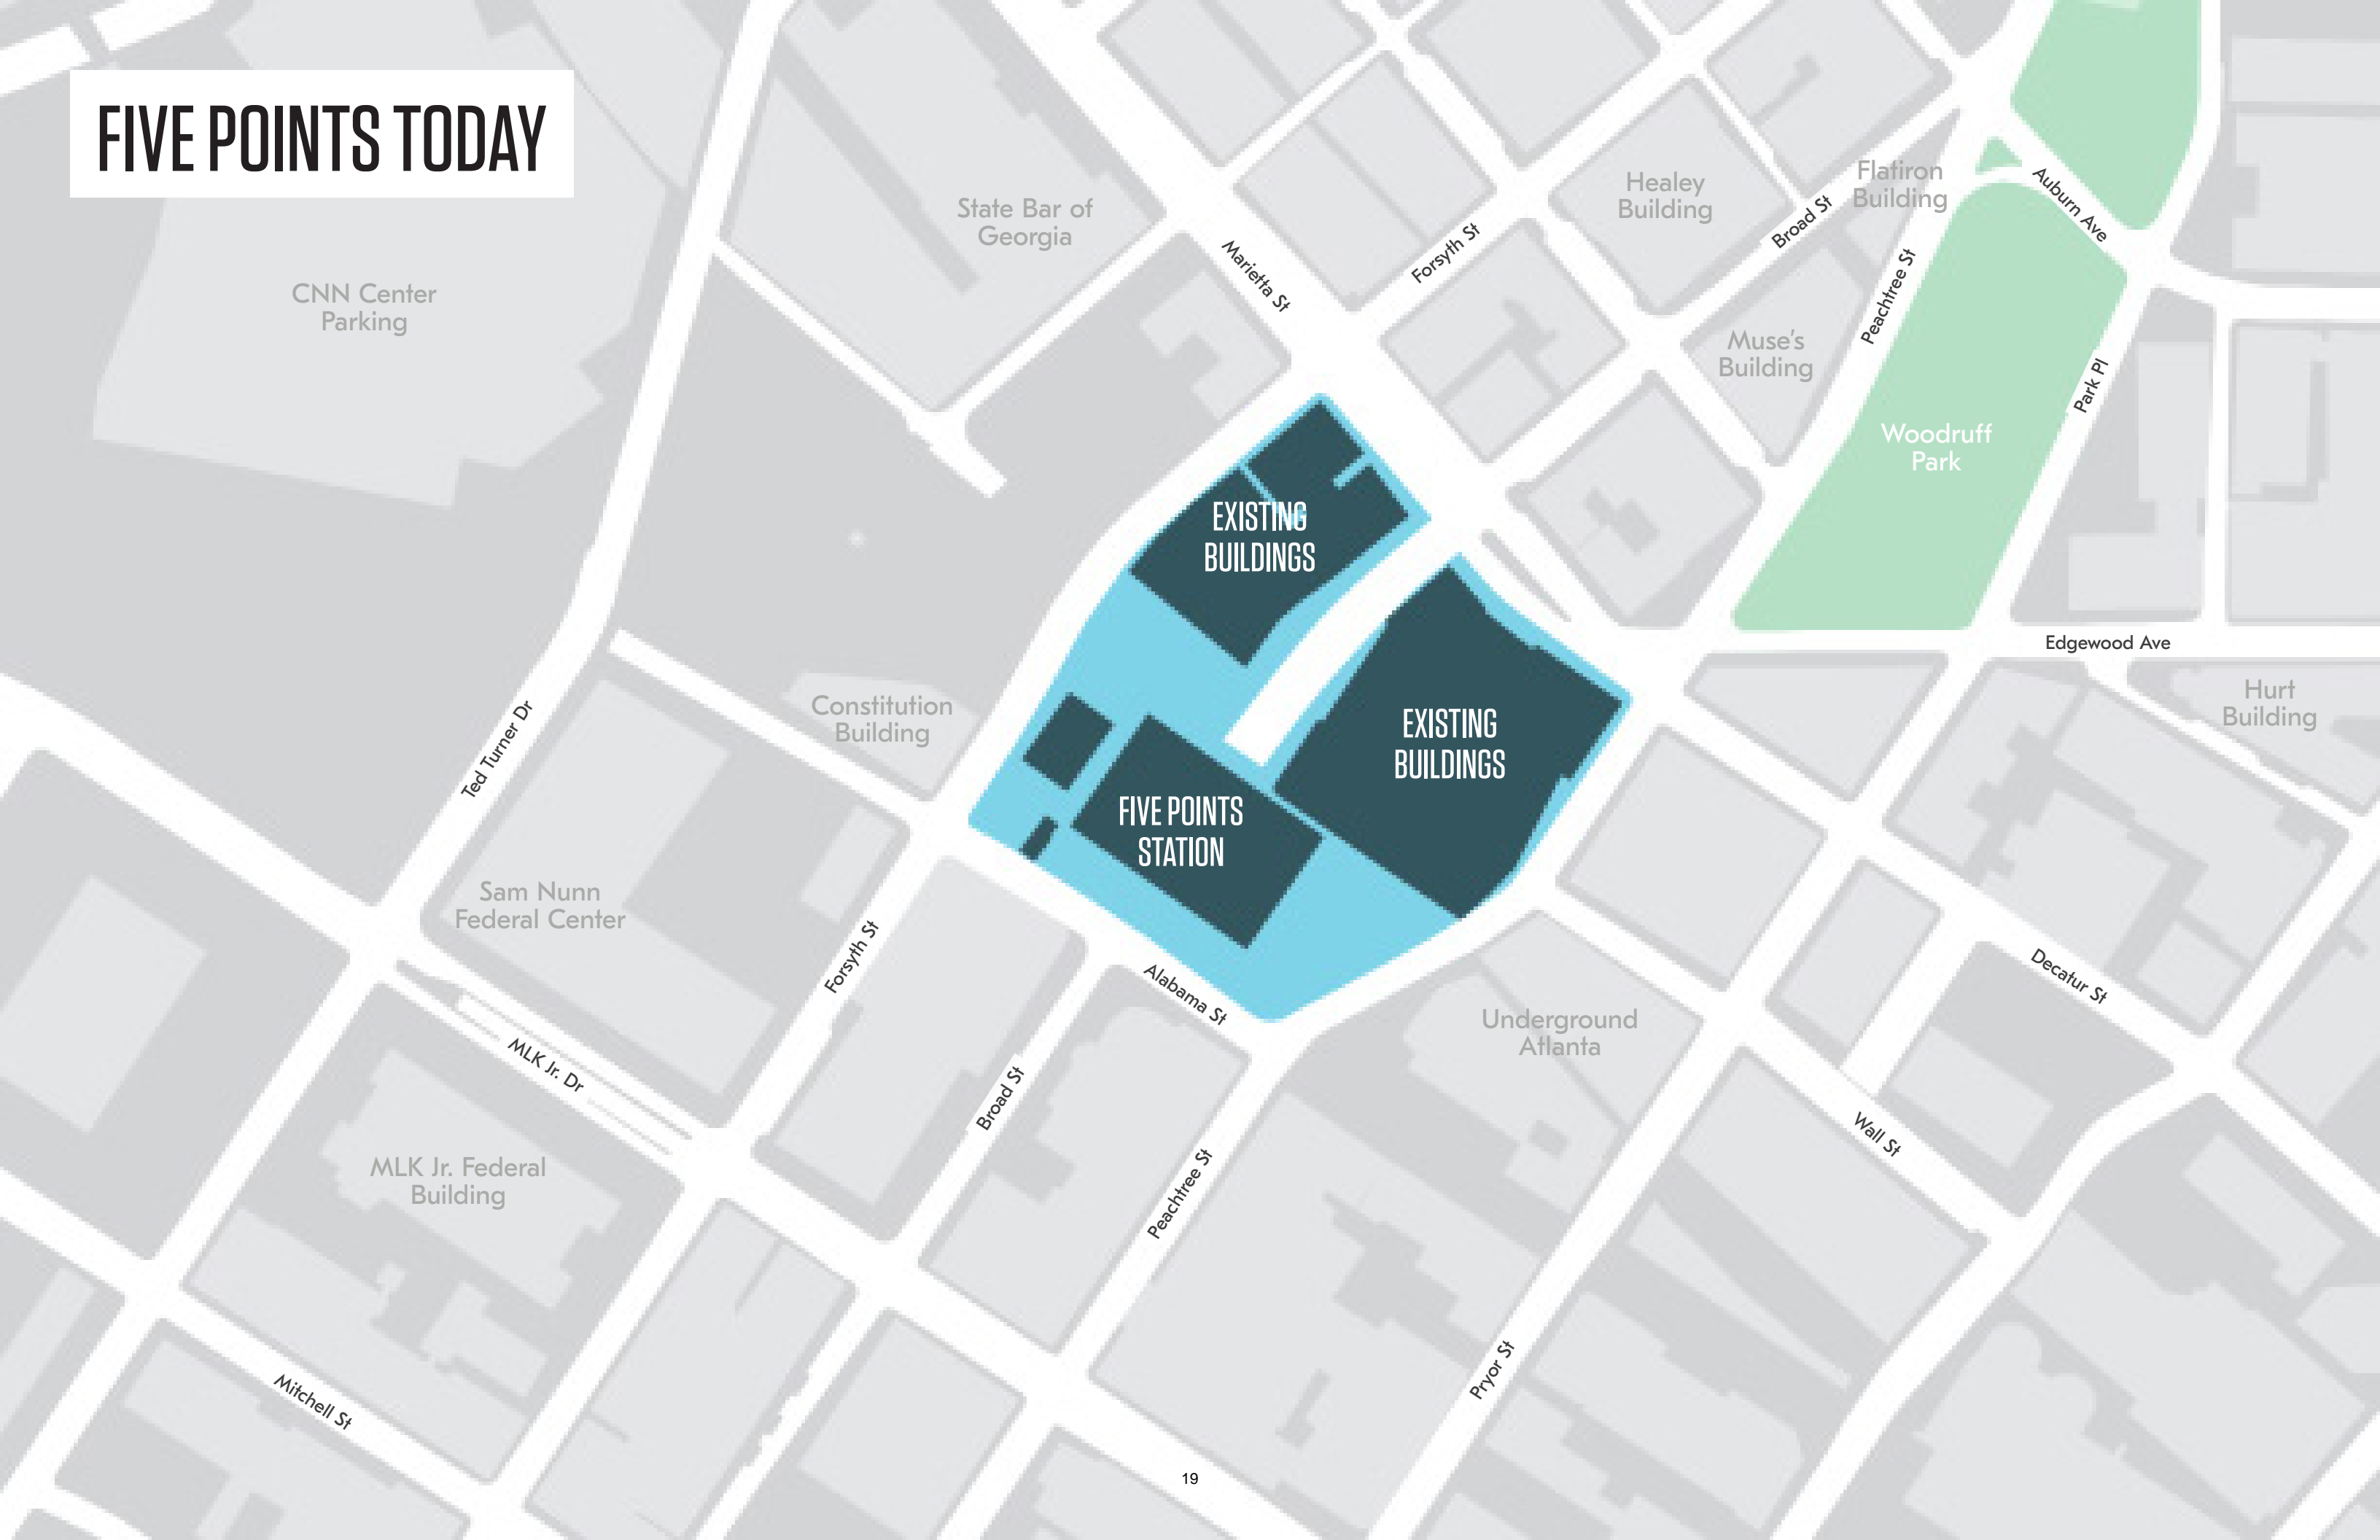 FIVE POINTS TODAY
CNN Center
Parking
State Bar of
Georgia
Marietta St
Forsyth St
Healey
Building
Broad St
Flatiron
Building
Auburn Ave
Peachtree St
Muse's
Building
Park Pl
Woodruff
Park
EXISTING
BUILDINGS
Edgewood Ave
Hurt
Building
Constitution
Building
Ted Turner Dr
EXISTING
BUILDINGS
FIVE POINTS
STATION
Sam Nunn
Federal Center
Forsyth St
Alabama St
Underground
Atlanta
Decatur St
MLK Jr. Dr
Broad St
Wall St
MLK Jr. Federal
Building
Peachtree St
Pryor St
Mitchell St
19